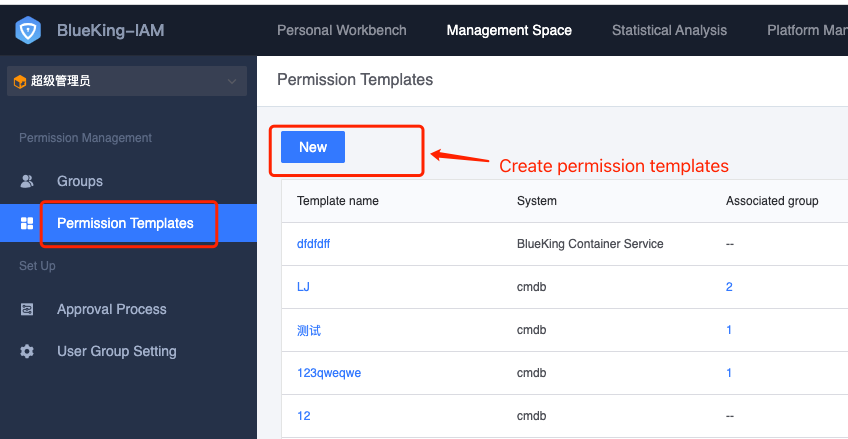 BlueKing-IAM
Personal Workbench
Management Space
Statistical Analysis
Platform Man
超级管理员
Permission Templates
Permission Management
New
Create permission templates
Groups
Permission Templates
Set Up
Approval Process
User Group Setting
Template name System Associated group
dfdfdff BlueKing Container Service --
LJ cmdb 2
测试 cmdb 1
123qweqwe cmdb 1
12 cmdb --